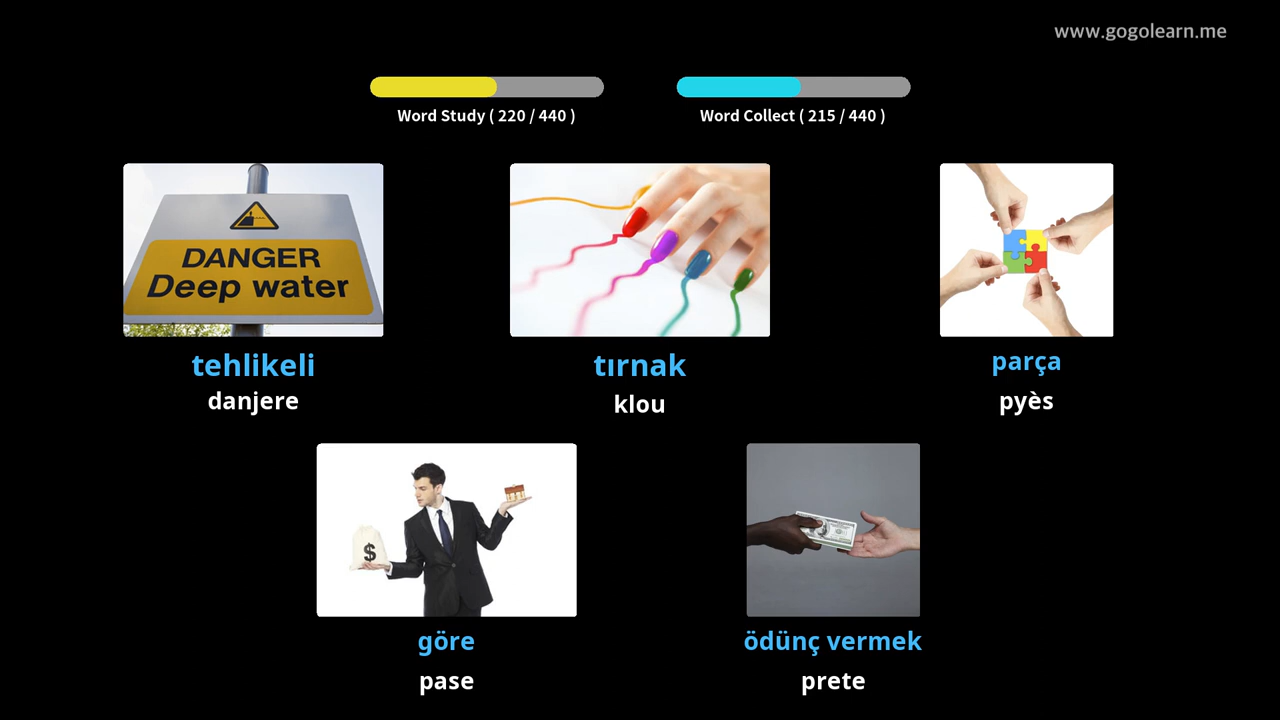 www.gogolearn.me
Word Study ( 220 / 440 )
Word Collect ( 215 / 440 )
DANGER
Deep water
tehlikeli
danjere
tırnak
klou
parça
pyès
$
göre
pase
ödünç vermek
prete